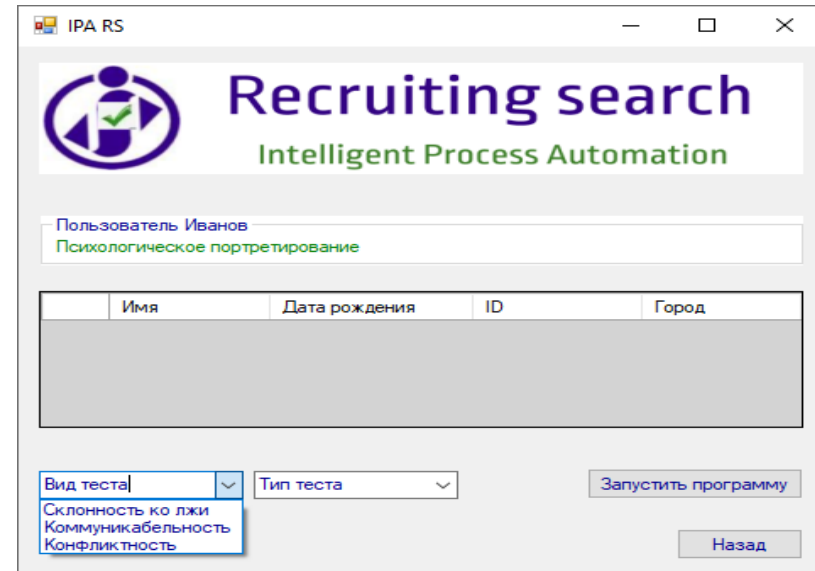 IPA RS
Recruiting search
Intelligent Process Automation
Пользователь Иванов
Психологическое портретирование
Имя Дата рождения ID Город
Вид теста Тип теста Запустить программу
Склонность ко лжи
Коммуникабельность
Конфликтность
Назад